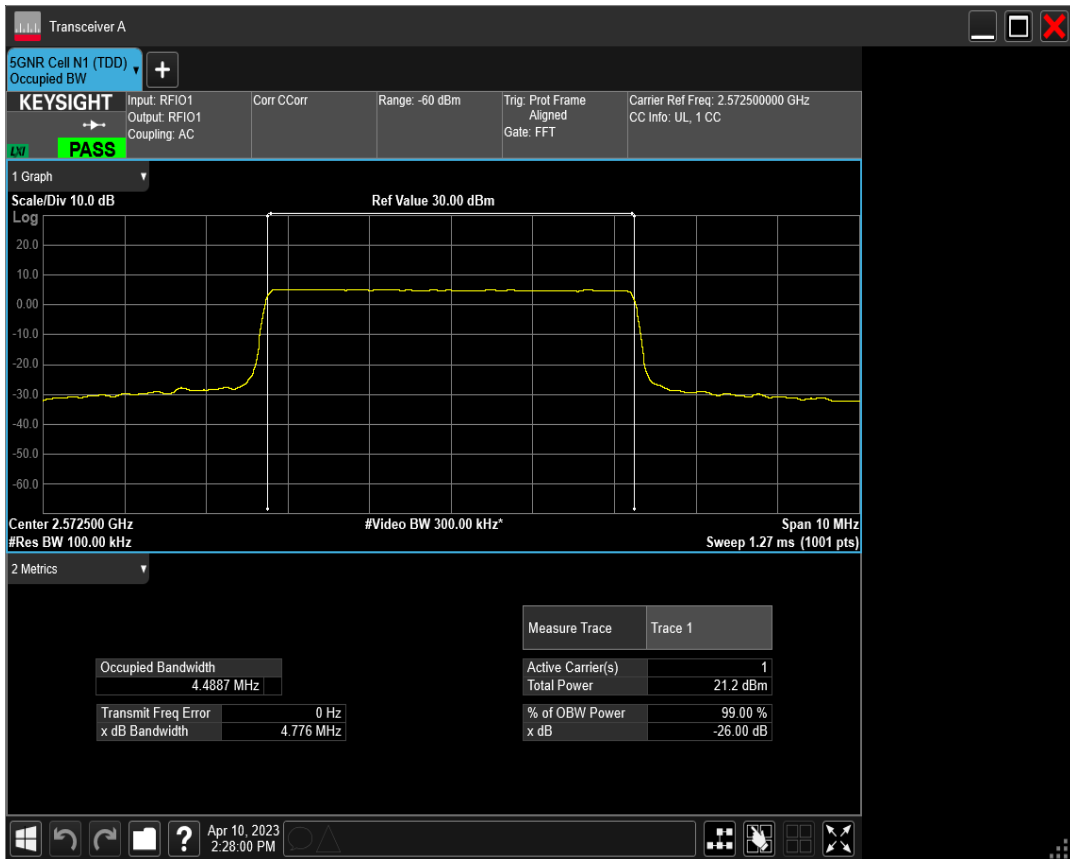 Transceiver A
5GNR Cell N1 (TDD)
Occupied BW
+
KEYSIGHT
LXI
PASS
Input: RFIO1
Output: RFIO1
Coupling: AC
Corr CCorr
Range: -60 dBm
Trig: Prot Frame
Aligned
Gate: FFT
Carrier Ref Freq: 2.572500000 GHz
CC Info: UL, 1 CC
1 Graph
Scale/Div 10.0 dB
Ref Value 30.00 dBm
Log
20.0
10.0
0.00
-10.0
-20.0
-30.0
-40.0
-50.0
-60.0
Center 2.572500 GHz
#Video BW 300.00 kHz*
Span 10 MHz
#Res BW 100.00 kHz
Sweep 1.27 ms (1001 pts)
2 Metrics
Measure Trace Trace 1
Occupied Bandwidth
4.4887 MHz
Active Carrier(s) 1
Total Power 21.2 dBm
Transmit Freq Error 0 Hz
x dB Bandwidth 4.776 MHz
% of OBW Power 99.00 %
x dB -26.00 dB
?
Apr 10, 2023
2:28:00 PM